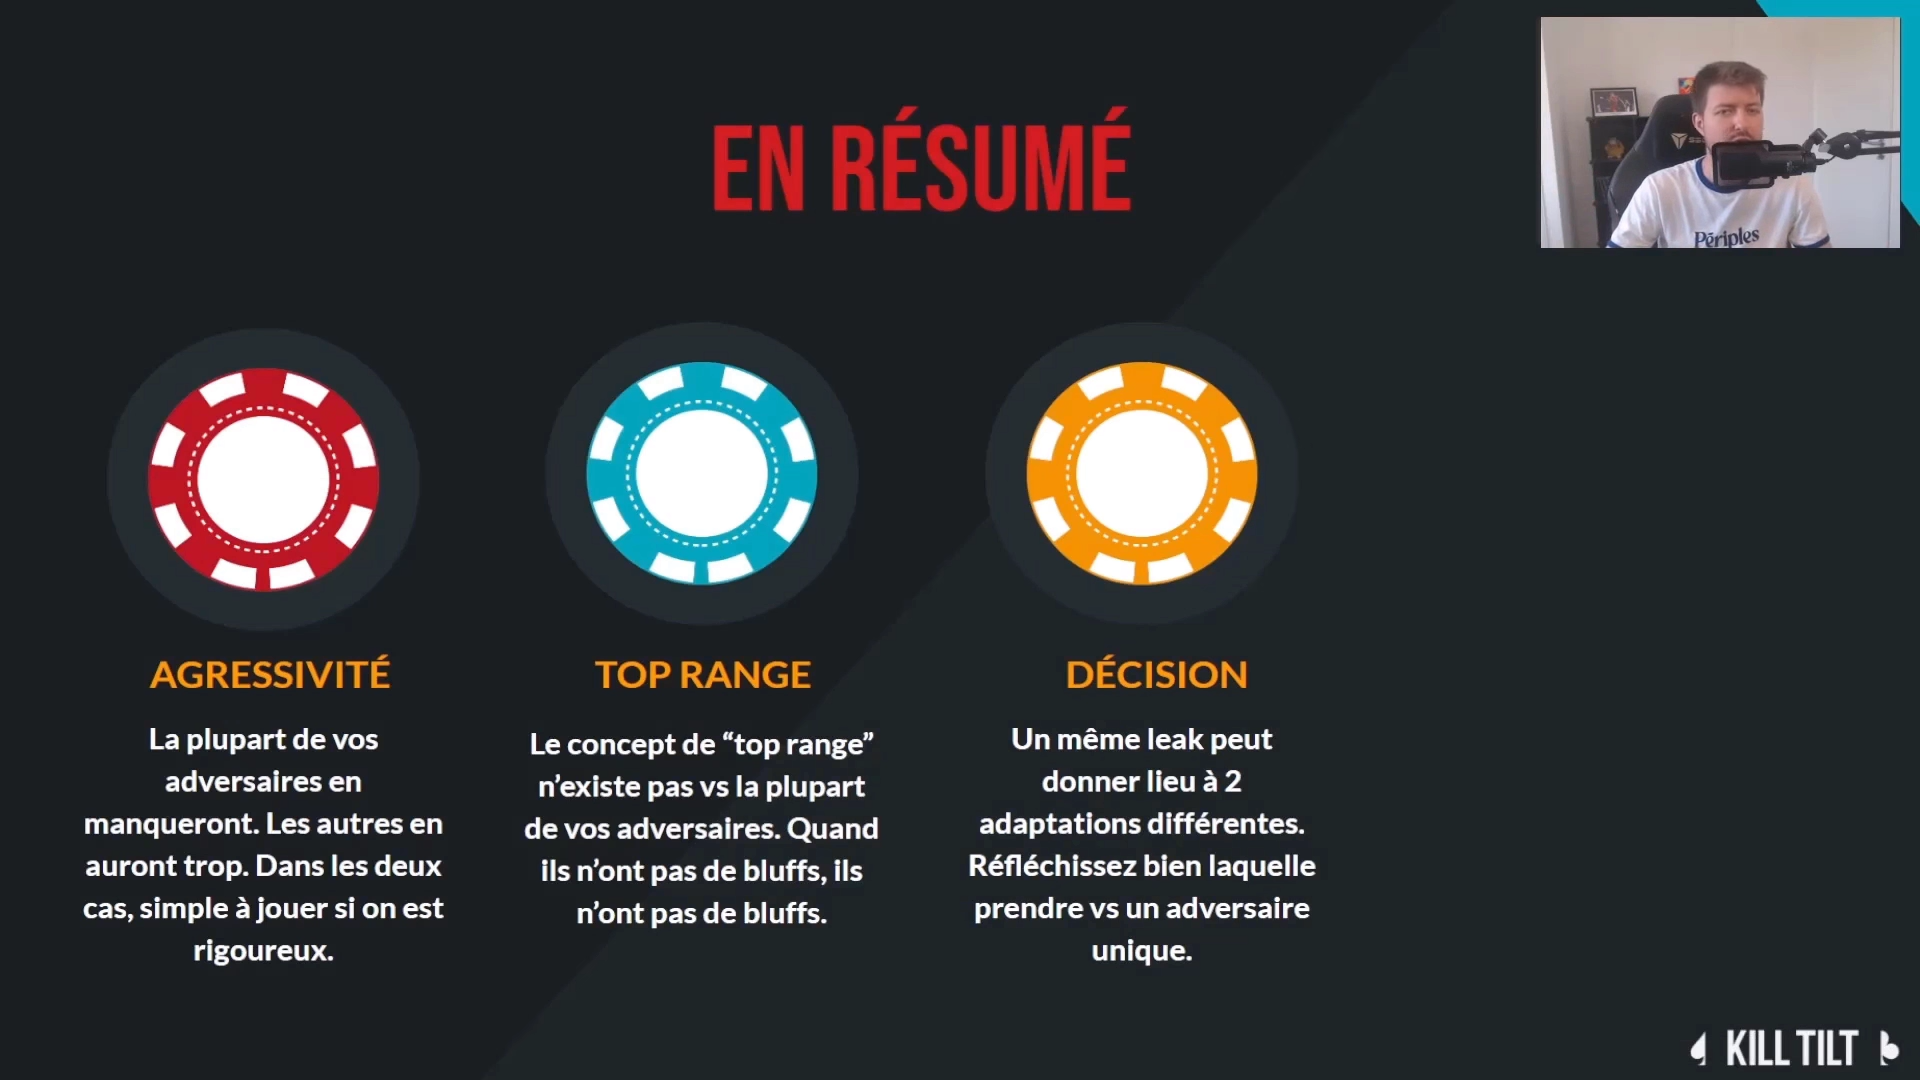 EN RÉSUMÉ
Périples
AGRESSIVITÉ
La plupart de vos
adversaires en
manqueront. Les autres en
auront trop. Dans les deux
cas, simple à jouer si on est
rigoureux.
TOP RANGE
Le concept de “top range”
n’existe pas vs la plupart
de vos adversaires. Quand
ils n’ont pas de bluffs, ils
n’ont pas de bluffs.
DÉCISION
Un même leak peut
donner lieu à 2
adaptations différentes.
Réfléchissez bien laquelle
prendre vs un adversaire
unique.
KILL TILT